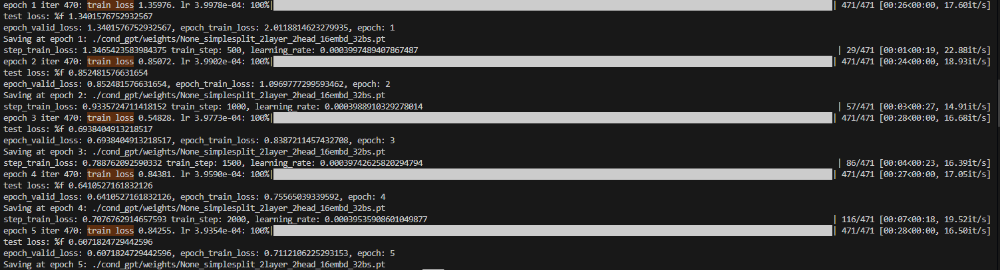 epoch 1 iter 470: train loss 1.35976. lr 3.9978e-04: 100%| | 471/471 [00:26<00:00, 17.60it/s]
test loss: %f 1.3401576752932567
epoch_valid_loss: 1.3401576752932567, epoch_train_loss: 2.0118814623279935, epoch: 1
Saving at epoch 1: ./cond_gpt/weights/None_simplesplit_2layer_2head_16embd_32bs.pt
step_train_loss: 1.3465423583984375 train_step: 500, learning_rate: 0.0003997489407867487 | 29/471 [00:01<00:19, 22.88it/s]
epoch 2 iter 470: train loss 0.85072. lr 3.9902e-04: 100%| | 471/471 [00:24<00:00, 18.93it/s]
test loss: %f 0.852481576631654
epoch_valid_loss: 0.852481576631654, epoch_train_loss: 1.0969777299593462, epoch: 2
Saving at epoch 2: ./cond_gpt/weights/None_simplesplit_2layer_2head_16embd_32bs.pt
step_train_loss: 0.9335724711418152 train_step: 1000, learning_rate: 0.0003988910329278014 | 57/471 [00:03<00:27, 14.91it/s]
epoch 3 iter 470: train loss 0.54828. lr 3.9773e-04: 100%| | 471/471 [00:28<00:00, 16.68it/s]
test loss: %f 0.6938404913218517
epoch_valid_loss: 0.6938404913218517, epoch_train_loss: 0.8387211457432708, epoch: 3
Saving at epoch 3: ./cond_gpt/weights/None_simplesplit_2layer_2head_16embd_32bs.pt
step_train_loss: 0.788762092590332 train_step: 1500, learning_rate: 0.00039742625820294794 | 86/471 [00:04<00:23, 16.39it/s]
epoch 4 iter 470: train loss 0.84381. lr 3.9590e-04: 100%| | 471/471 [00:27<00:00, 17.05it/s]
test loss: %f 0.6410527161832126
epoch_valid_loss: 0.6410527161832126, epoch_train_loss: 0.75565039339592, epoch: 4
Saving at epoch 4: ./cond_gpt/weights/None_simplesplit_2layer_2head_16embd_32bs.pt
step_train_loss: 0.7076762914657593 train_step: 2000, learning_rate: 0.00039535908601049877 | 116/471 [00:07<00:18, 19.52it/s]
epoch 5 iter 470: train loss 0.84255. lr 3.9354e-04: 100%| | 471/471 [00:28<00:00, 16.50it/s]
test loss: %f 0.6071824729442596
epoch_valid_loss: 0.6071824729442596, epoch_train_loss: 0.7112106225293153, epoch: 5
Saving at epoch 5: ./cond_gpt/weights/None_simplesplit_2layer_2head_16embd_32bs.pt